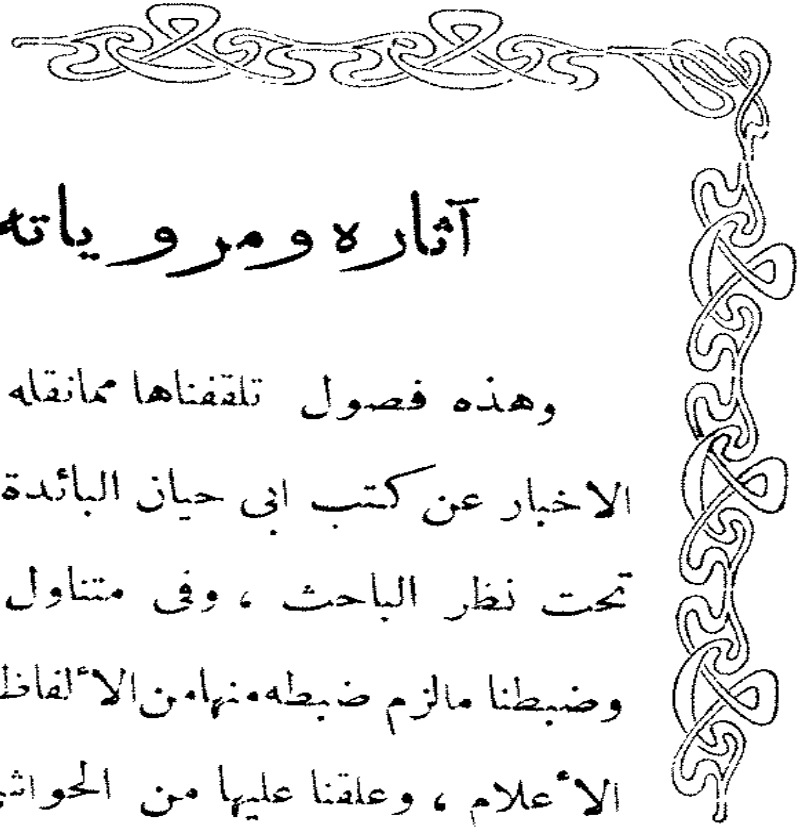 آثاره ومروياته
وهذه فصول تلقفناها مما نقله
الاخبار عن كتب ابى حيان البائدة
تحت نظر الباحث ، وفى متناول
وضبطنا مالزم ضبطه منها من الألفاظ
الأعلام ، وعلقنا عليها من الحواشى